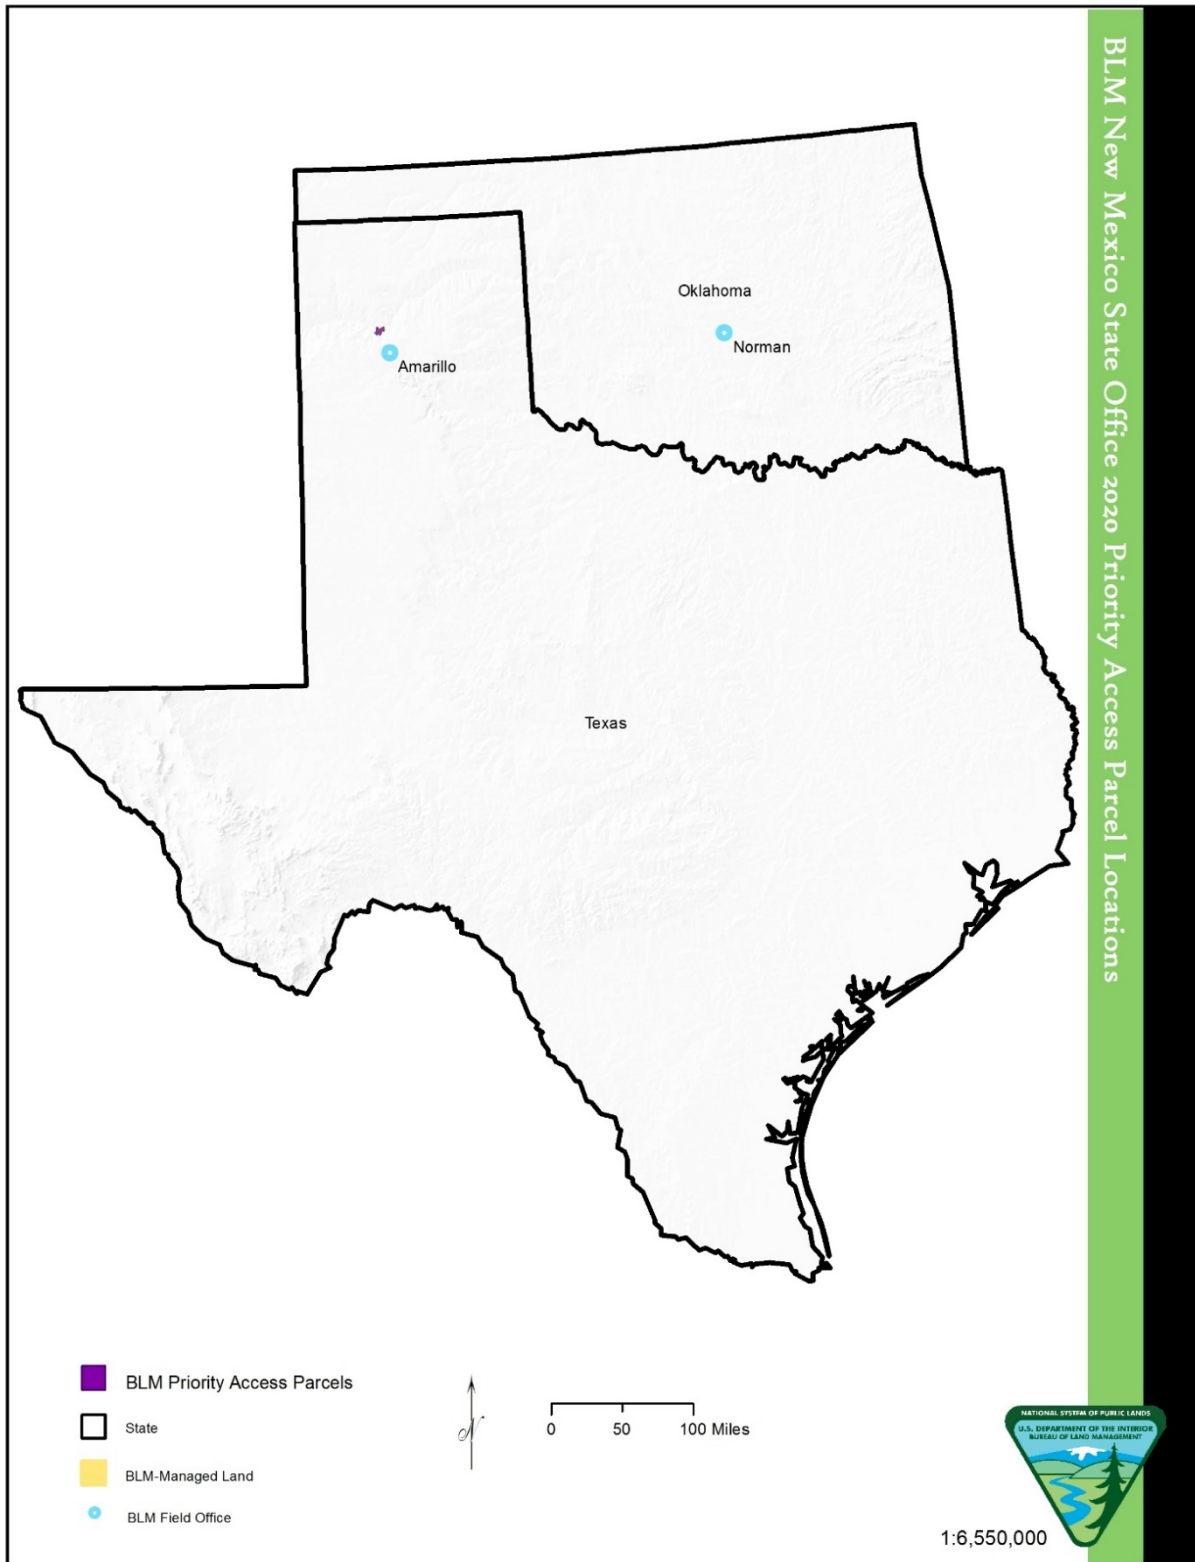 BLM New Mexico State Office 2020 Priority Access Parcel Locations
Oklahoma
Norman
Amarillo
Texas
BLM Priority Access Parcels
State
BLM-Managed Land
BLM Field Office
N
0 50 100 Miles
NATIONAL SYSTEM OF PUBLIC LANDS
U.S. DEPARTMENT OF THE INTERIOR
BUREAU OF LAND MANAGEMENT
1:6,550,000